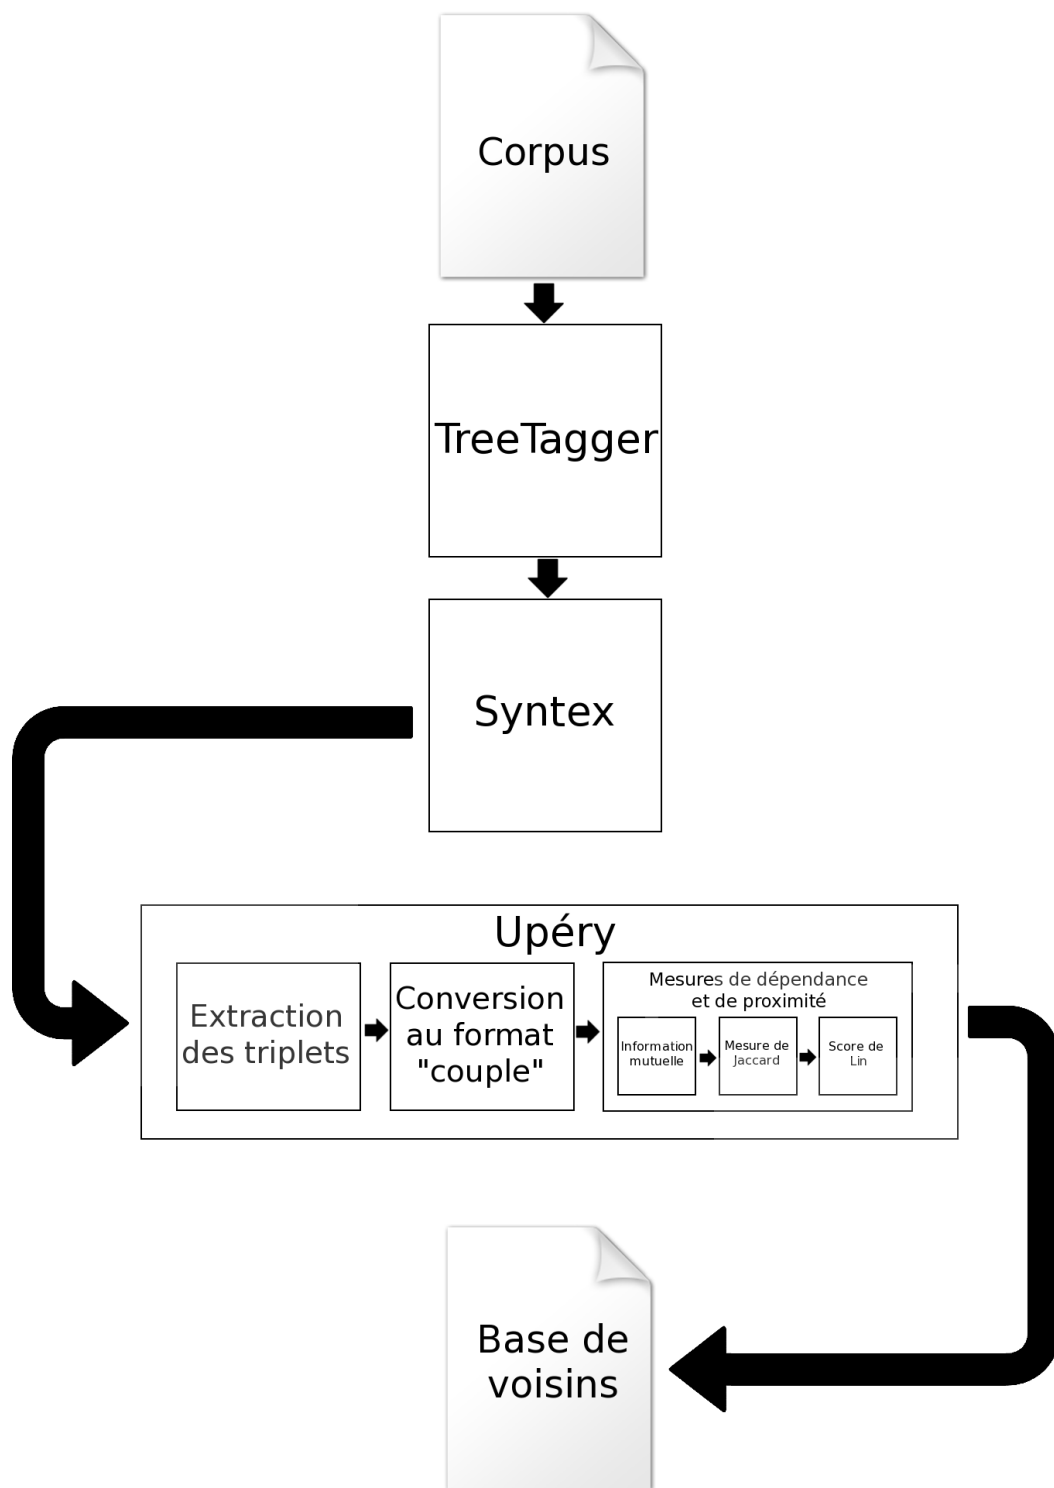 Corpus
TreeTagger
Syntex
Upéry
Extraction
des triplets
Conversion
au format
"couple"
Mesures de dépendance
et de proximité
Information
mutuelle
Mesure de
Jaccard
Score de
Lin
Base de
voisins